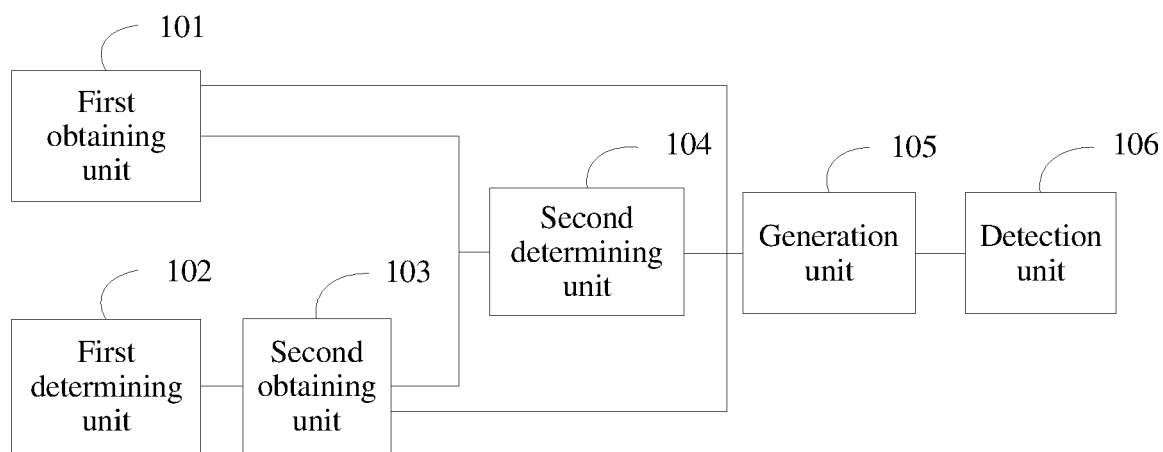 101
First
obtaining
unit
104
Second
determining
unit
105
Generation
unit
106
Detection
unit
102
First
determining
unit
103
Second
obtaining
unit